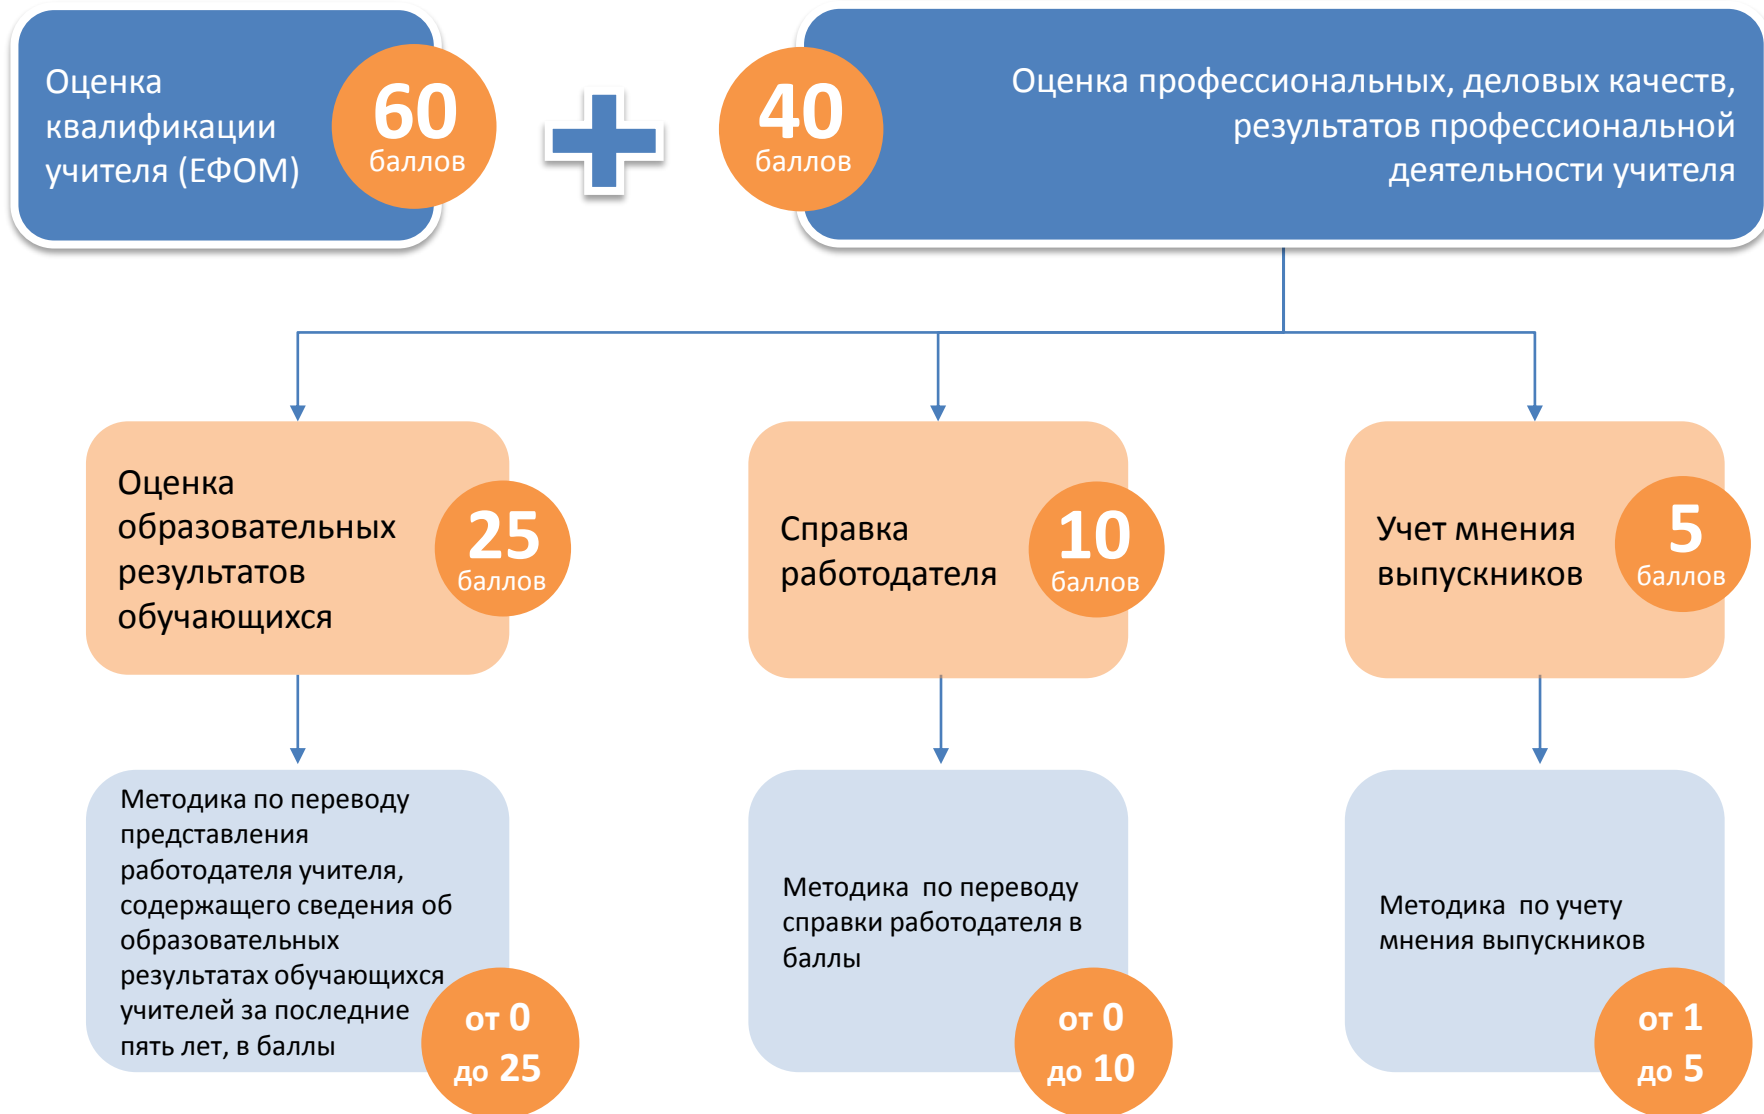 Оценка
квалификации
учителя (ЕФОМ)
60
баллов
40
баллов
Оценка профессиональных, деловых качеств,
результатов профессиональной
деятельности учителя
Оценка
образовательных
результатов
обучающихся
25
баллов
Справка
работодателя
10
баллов
Учет мнения
выпускников
5
баллов
Методика по переводу
представления
работодателя учителя,
содержащего сведения об
образовательных
результатах обучающихся
учителей за последние
пять лет, в баллы
от 0
до 25
Методика по переводу
справки работодателя в
баллы
от 0
до 10
Методика по учету
мнения выпускников
от 1
до 5